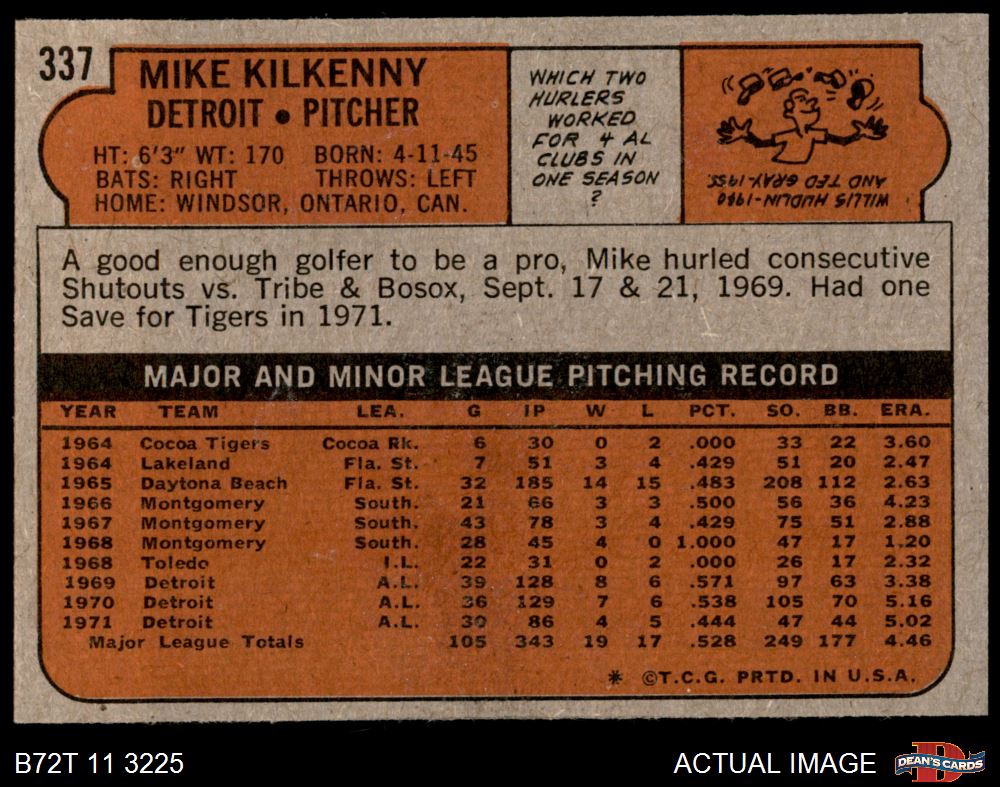 337
MIKE KILKENNY
DETROIT • PITCHER
HT: 6'3" WT: 170 BORN: 4-11-45
BATS: RIGHT THROWS: LEFT
HOME: WINDSOR, ONTARIO, CAN.
WHICH TWO
HURLERS
WORKED
FOR 4 AL
CLUBS IN
ONE SEASON
?
WILLIS HUDLIN-1940
AND TED GRAY-1955.
A good enough golfer to be a pro, Mike hurled consecutive
Shutouts vs. Tribe & Bosox, Sept. 17 & 21, 1969. Had one
Save for Tigers in 1971.
MAJOR AND MINOR LEAGUE PITCHING RECORD
YEAR TEAM LEA. G IP W L PCT. SO. BB. ERA.
1964 Cocoa Tigers Cocoa Rk. 6 30 0 2 .000 33 22 3.60
1964 Lakeland Fla. St. 7 51 3 4 .429 51 20 2.47
1965 Daytona Beach Fla. St. 32 185 14 15 .483 208 112 2.63
1966 Montgomery South. 21 66 3 3 .500 56 36 4.23
1967 Montgomery South. 43 78 3 4 .429 75 51 2.88
1968 Montgomery South. 28 45 4 0 1.000 47 17 1.20
1968 Toledo I.L. 22 31 0 2 .000 26 17 2.32
1969 Detroit A.L. 39 128 8 6 .571 97 63 3.38
1970 Detroit A.L. 36 129 7 6 .538 105 70 5.16
1971 Detroit A.L. 30 86 4 5 .444 47 44 5.02
Major League Totals 105 343 19 17 .528 249 177 4.46
* ©T.C.G. PRTD. IN U.S.A.
B72T 11 3225
ACTUAL IMAGE
D
DEAN'S CARDS